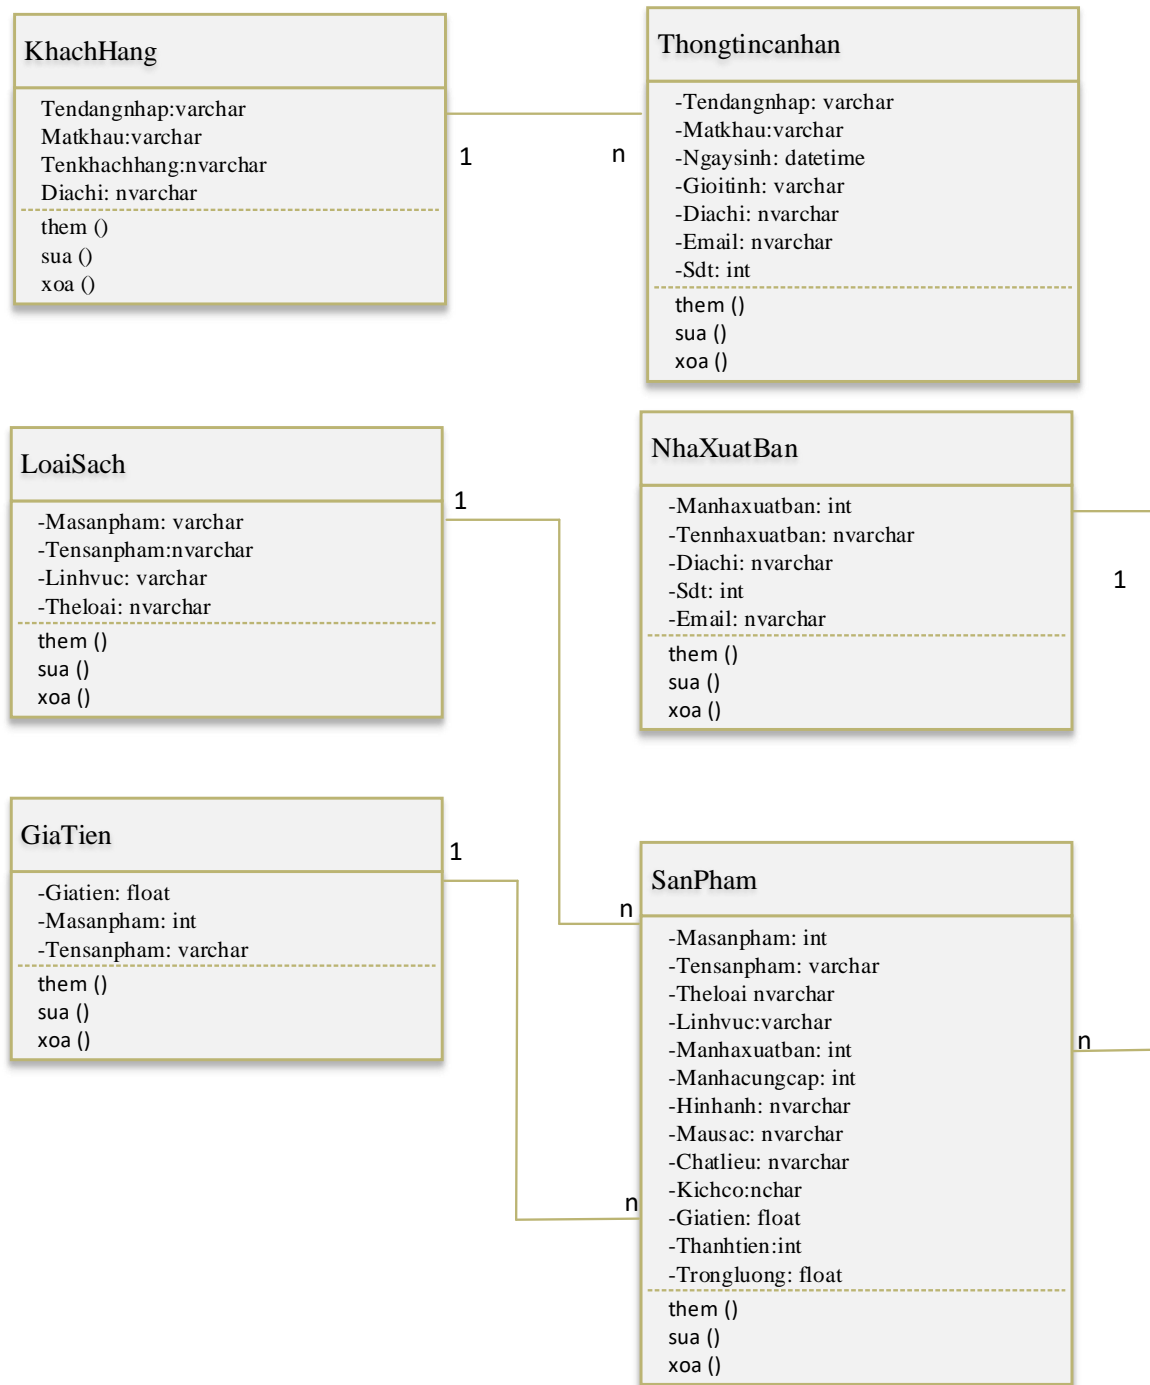 KhachHang
Tendangnhap:varchar
Matkhau:varchar
Tenkhachhang:nvarchar
Diachi: nvarchar
them ()
sua ()
xoa ()
1
n
Thongtincanhan
-Tendangnhap: varchar
-Matkhau:varchar
-Ngaysinh: datetime
-Gioitinh: varchar
-Diachi: nvarchar
-Email: nvarchar
-Sdt: int
them ()
sua ()
xoa ()
LoaiSach
-Masanpham: varchar
-Tensanpham:nvarchar
-Linhvuc: varchar
-Theloai: nvarchar
them ()
sua ()
xoa ()
1
NhaXuatBan
-Manhaxuatban: int
-Tennhaxuatban: nvarchar
-Diachi: nvarchar
-Sdt: int
-Email: nvarchar
them ()
sua ()
xoa ()
1
GiaTien
-Giatien: float
-Masanpham: int
-Tensanpham: varchar
them ()
sua ()
xoa ()
1
n
n
SanPham
-Masanpham: int
-Tensanpham: varchar
-Theloai nvarchar
-Linhvuc:varchar
-Manhaxuatban: int
-Manhacungcap: int
-Hinhanh: nvarchar
-Mausac: nvarchar
-Chatlieu: nvarchar
-Kichco:nchar
-Giatien: float
-Thanhtien:int
-Trongluong: float
them ()
sua ()
xoa ()
n